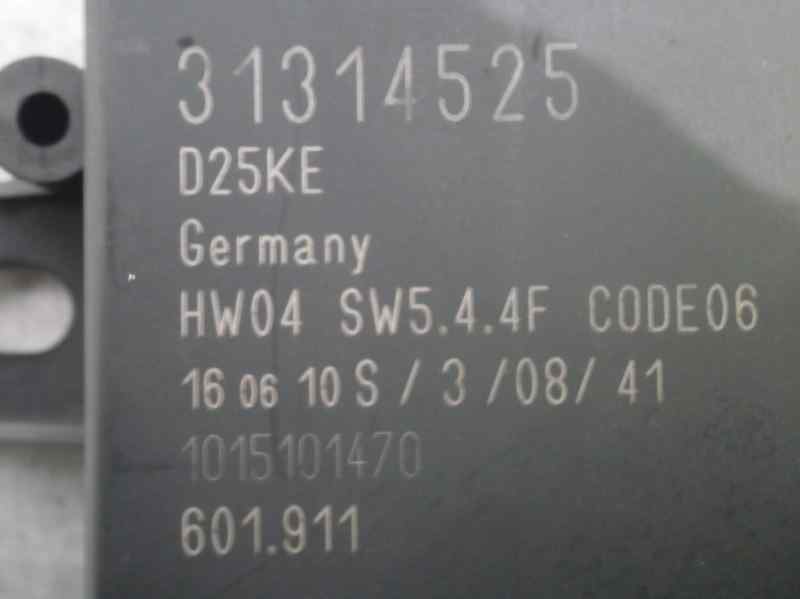 31314525
D25KE
Germany
HW04 SW5.4.4F CODE06
16 06 10 S / 3 /08/ 41
1015101470
601.911